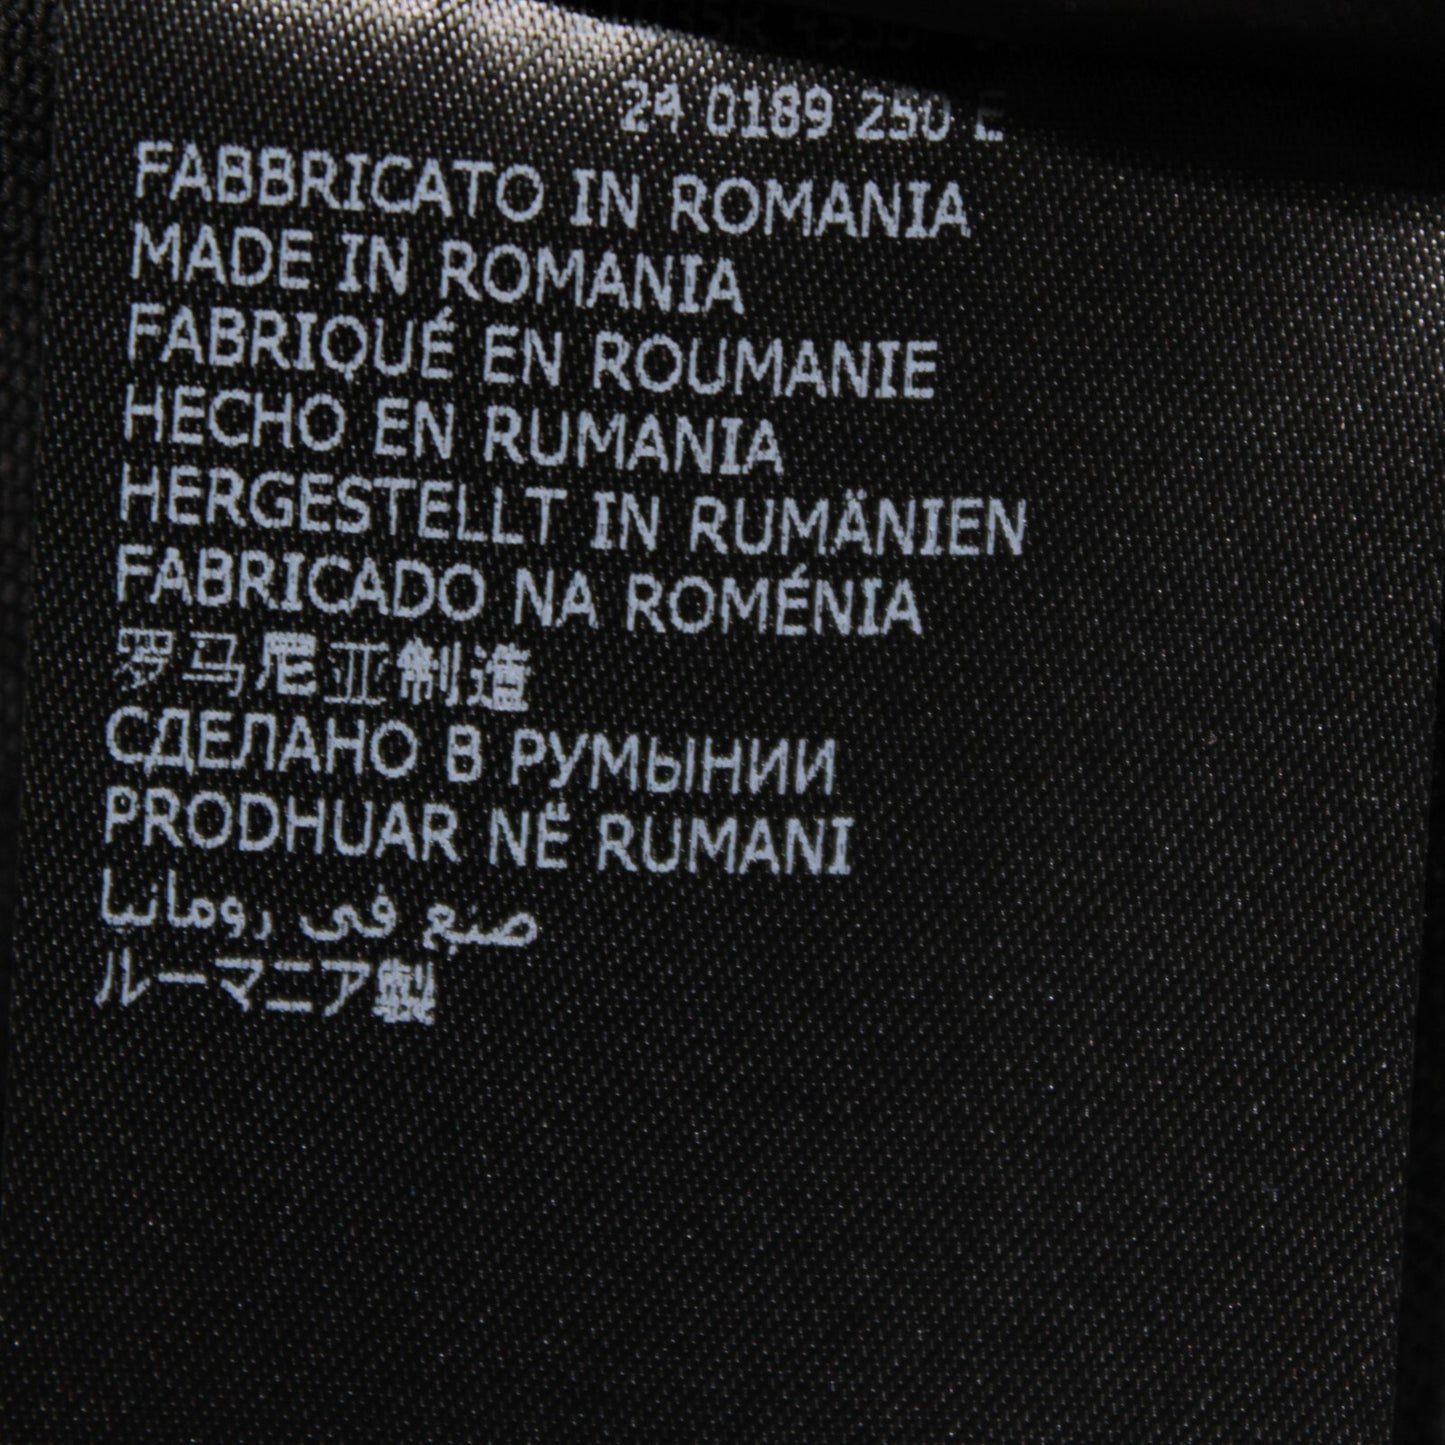 24 0189 250 E
FABBRICATO IN ROMANIA
MADE IN ROMANIA
FABRIQUÉ EN ROUMANIE
HECHO EN RUMANIA
HERGESTELLT IN RUMÄNIEN
FABRICADO NA ROMÉNIA
罗马尼亚制造
СДЕЛАНО В РУМЫНИИ
PRODHUAR NË RUMANI
صنع فى رومانيا
ルーマニア製